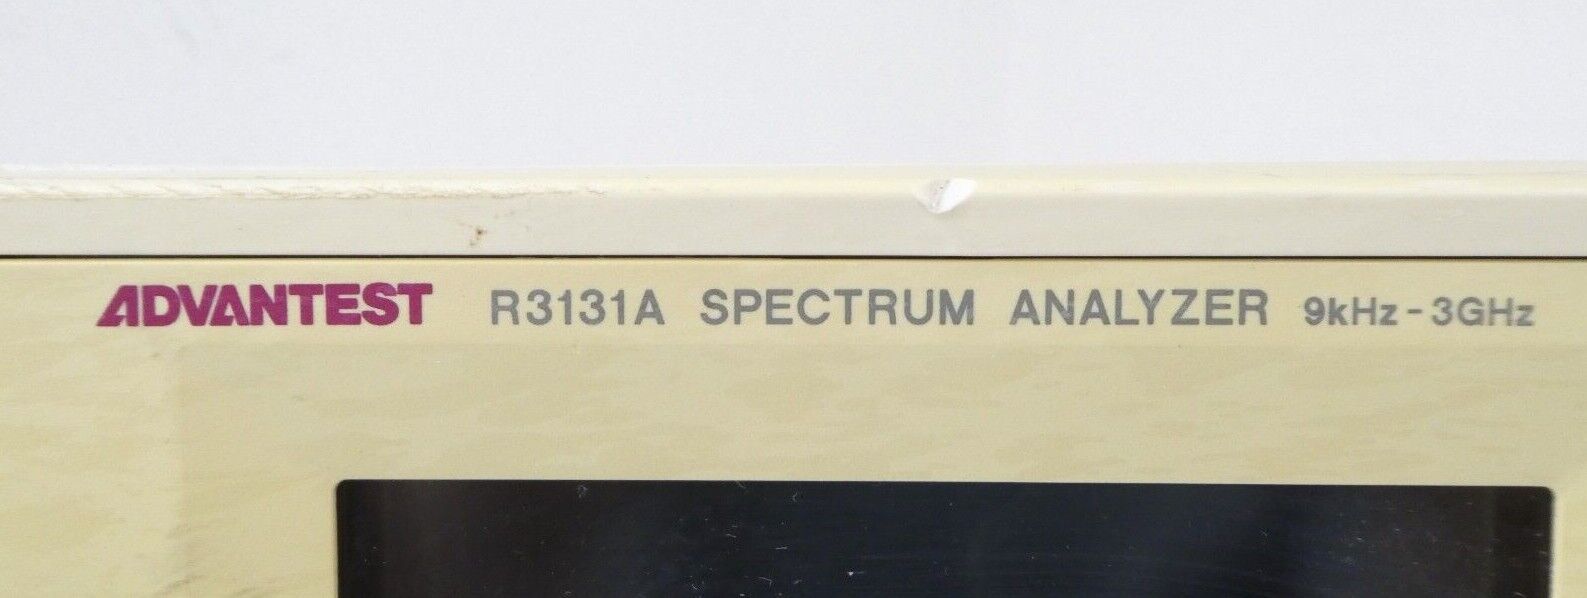 ADVANTEST R3131A SPECTRUM ANALYZER 9kHz-3GHz